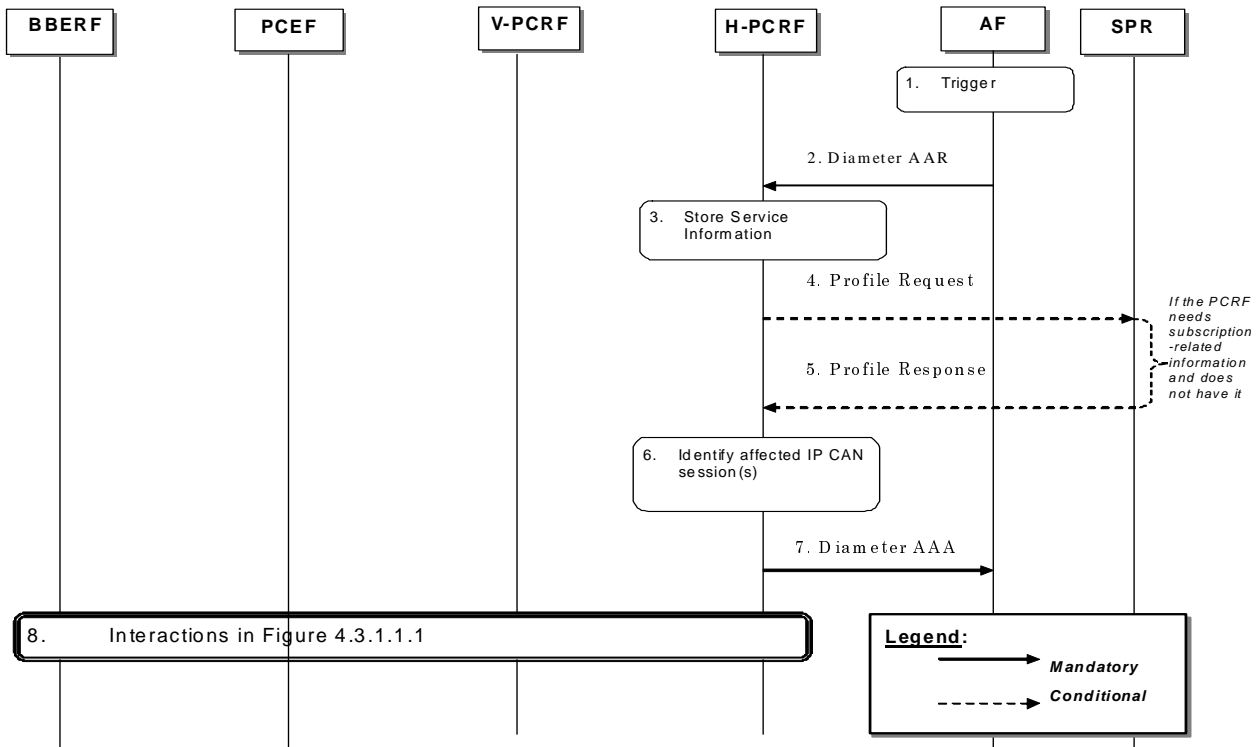 BBERF
PCEF
V-PCRF
H-PCRF
AF
SPR
1. Trigger
2. Diameter AAR
3. Store Service
Information
4. Profile Request
If the PCRF
needs
subscription
-related
information
and does
not have it
5. Profile Response
6. Identify affected IP CAN
session(s)
7. Diameter AAA
8. Interactions in Figure 4.3.1.1.1
Legend:
Mandatory
Conditional